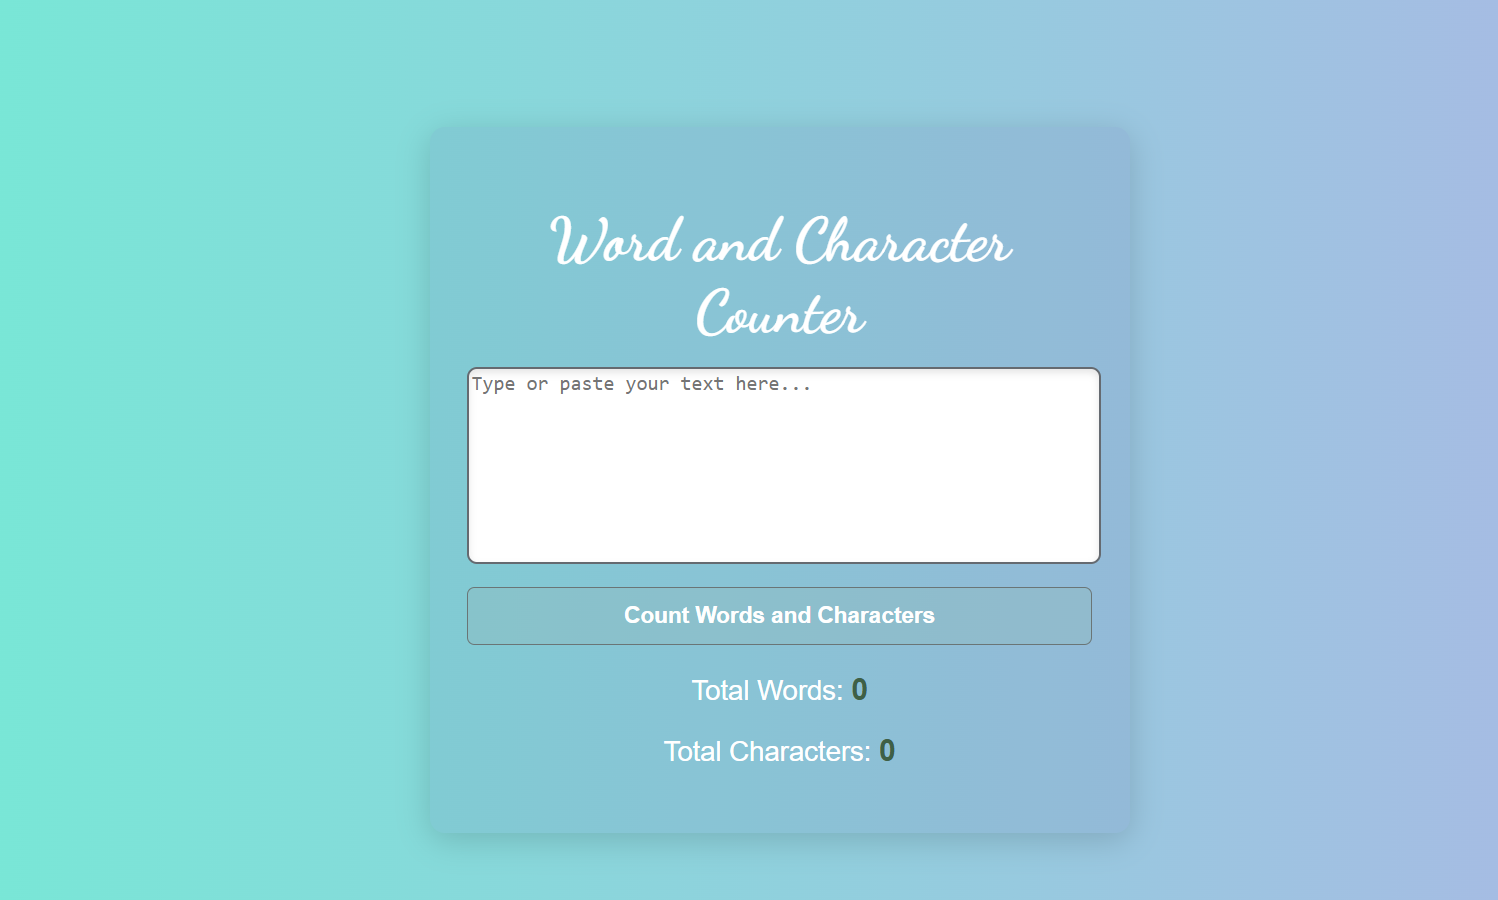 Word and Character
Counter
Type or paste your text here...
Count Words and Characters
Total Words: 0
Total Characters: 0